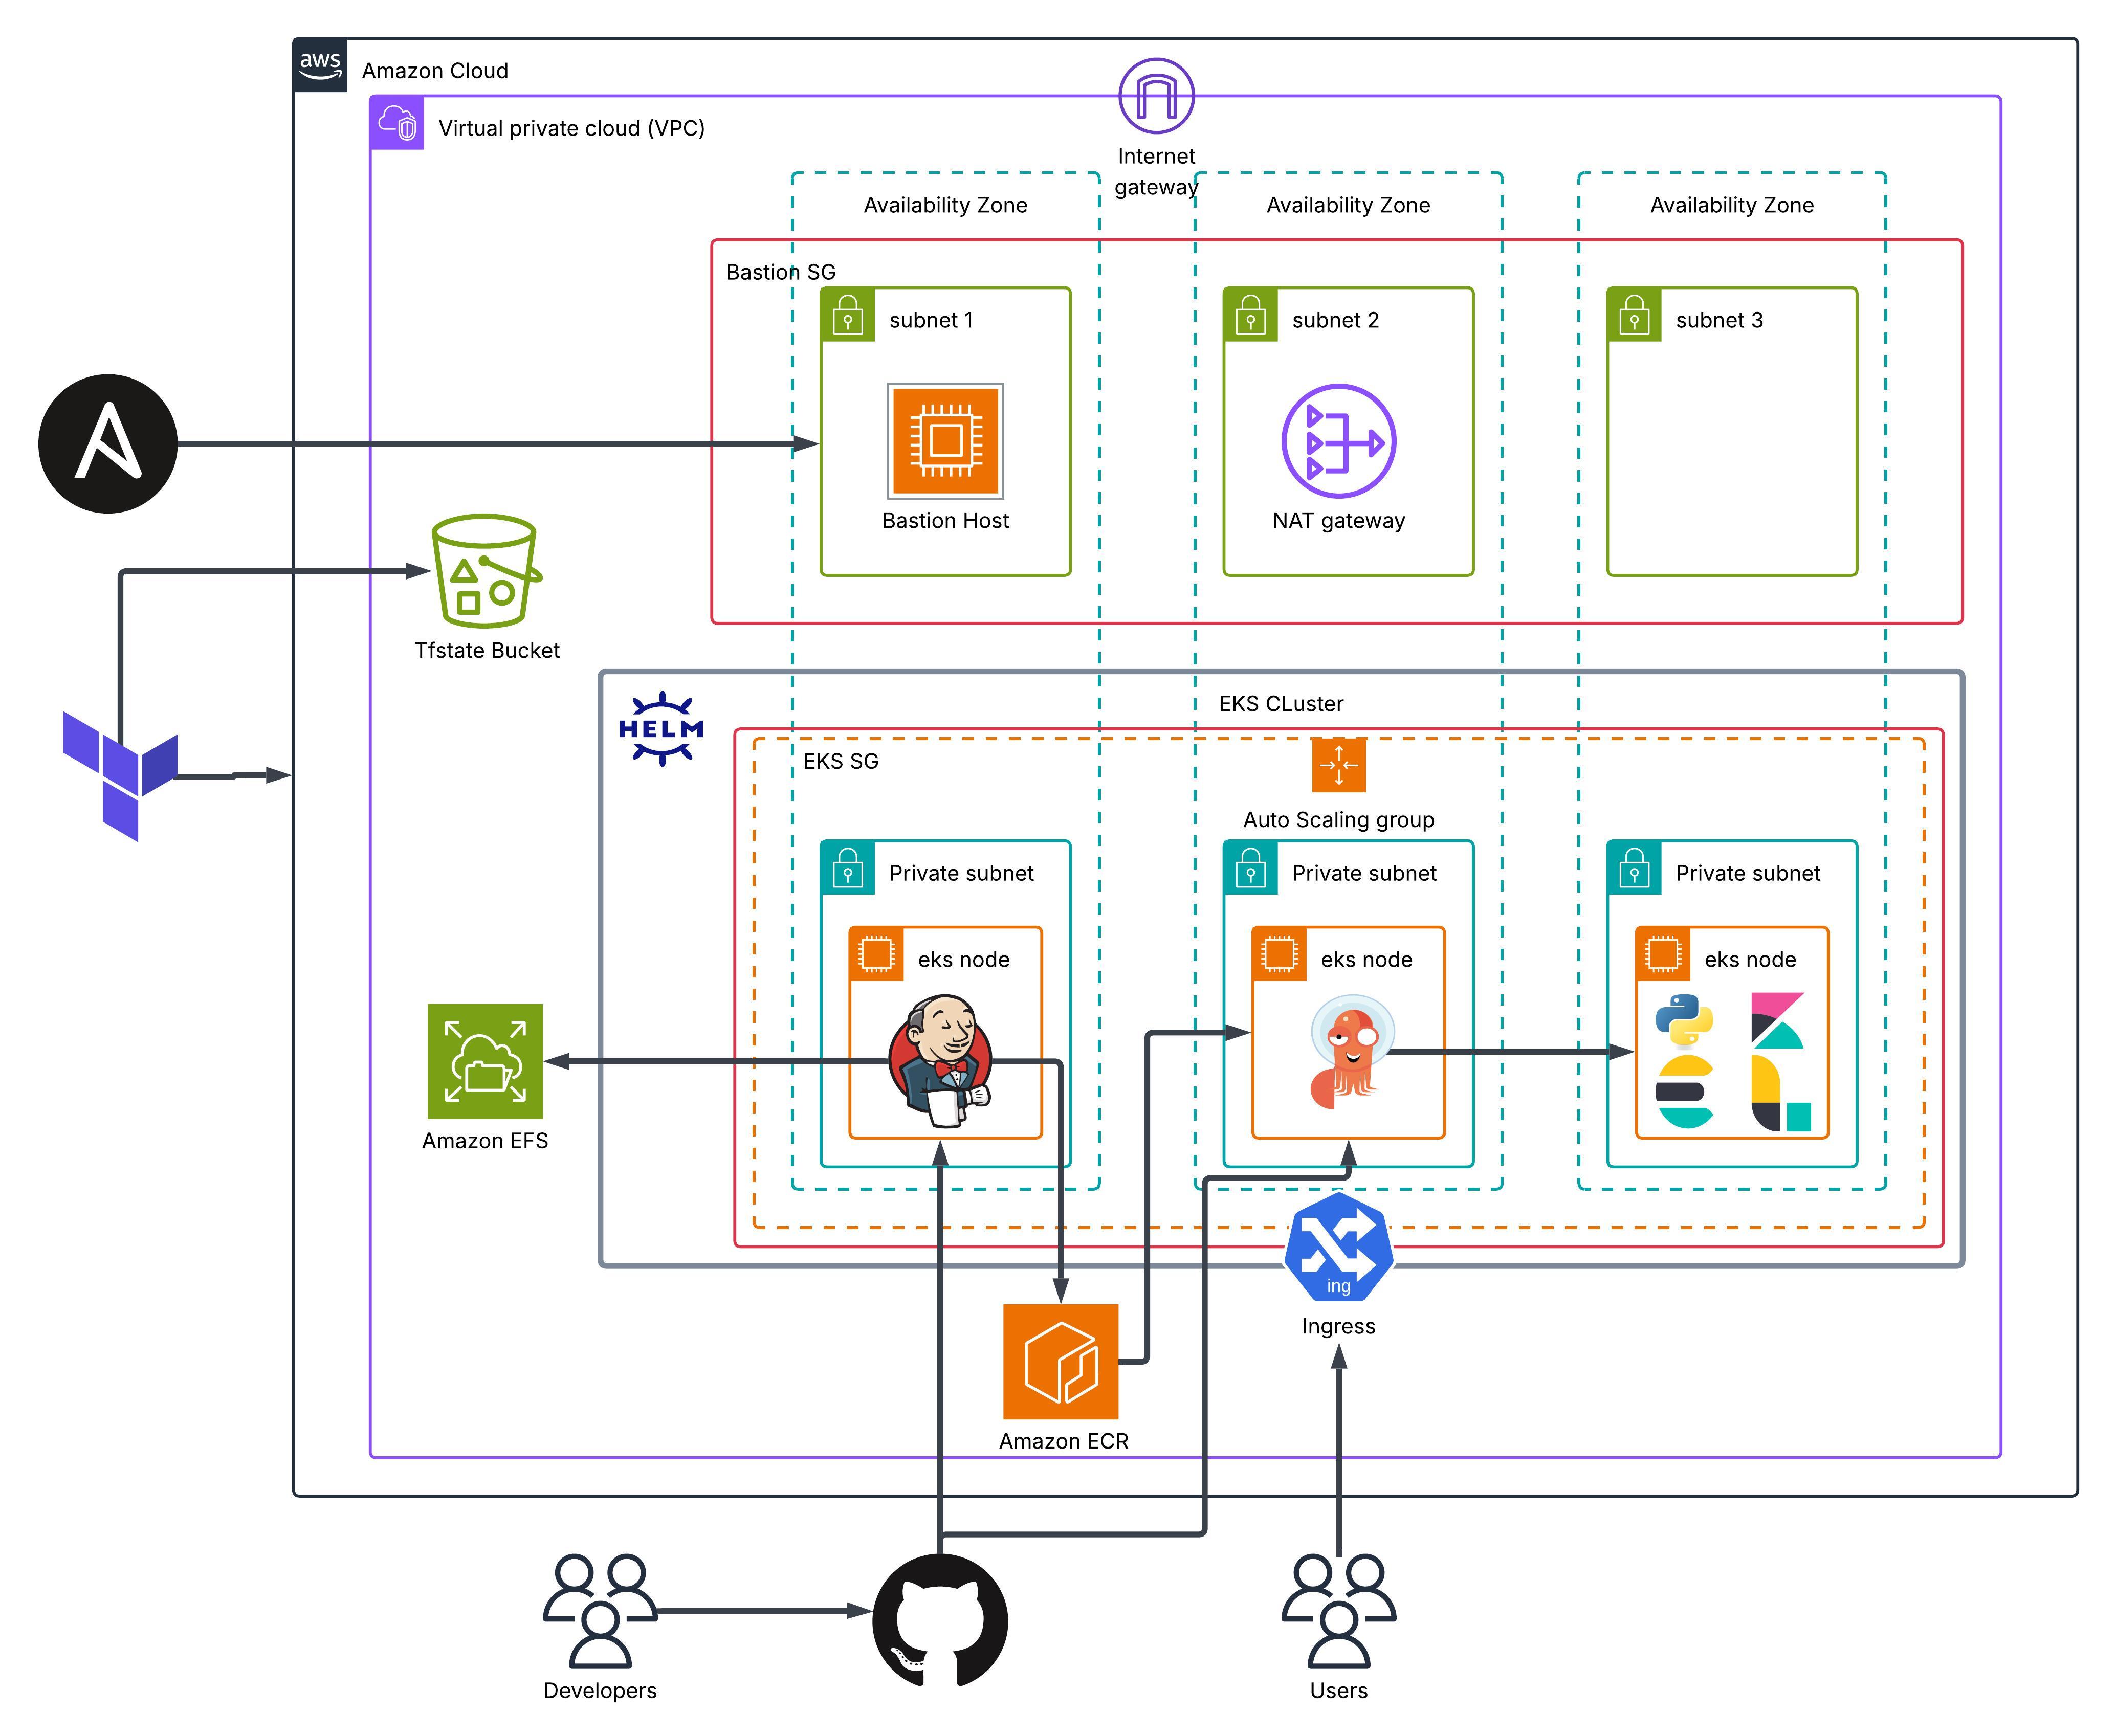 aws
Amazon Cloud
Virtual private cloud (VPC)
Internet
gateway
Availability Zone
Availability Zone
Availability Zone
Bastion SG
subnet 1
subnet 2
subnet 3
Bastion Host
NAT gateway
Tfstate Bucket
HELM
EKS CLuster
EKS SG
Auto Scaling group
Private subnet
Private subnet
Private subnet
eks node
eks node
eks node
Amazon EFS
ing
Ingress
Amazon ECR
Developers
Users